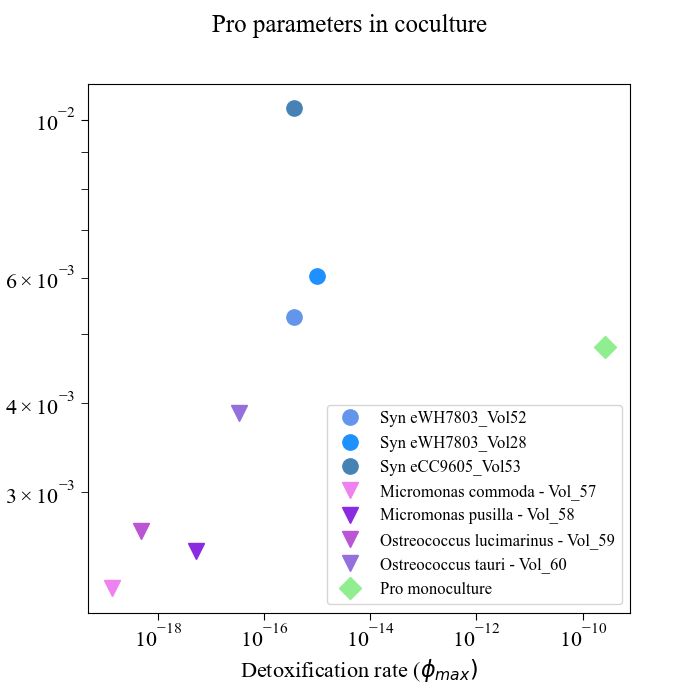 Pro parameters in coculture
10⁻²
6 × 10⁻³
4 × 10⁻³
3 × 10⁻³
Syn eWH7803_Vol52
Syn eWH7803_Vol28
Syn eCC9605_Vol53
Micromonas commoda - Vol_57
Micromonas pusilla - Vol_58
Ostreococcus lucimarinus - Vol_59
Ostreococcus tauri - Vol_60
Pro monoculture
10⁻¹⁸ 10⁻¹⁶ 10⁻¹⁴ 10⁻¹² 10⁻¹⁰
Detoxification rate (ϕmax)